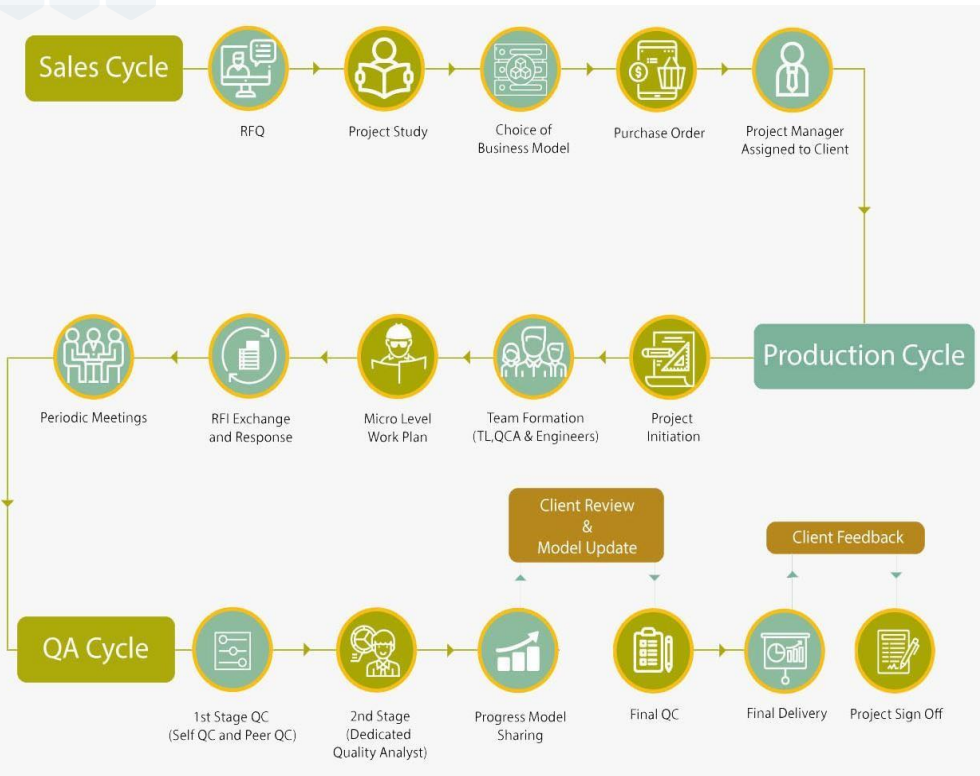 Sales Cycle
RFQ
Project Study
Choice of
Business Model
Purchase Order
Project Manager
Assigned to Client
Production Cycle
Periodic Meetings
RFI Exchange
and Response
Micro Level
Work Plan
Team Formation
(TL,QCA & Engineers)
Project
Initiation
Client Review
&
Model Update
Client Feedback
QA Cycle
1st Stage QC
(Self QC and Peer QC)
2nd Stage
(Dedicated
Quality Analyst)
Progress Model
Sharing
Final QC
Final Delivery
Project Sign Off